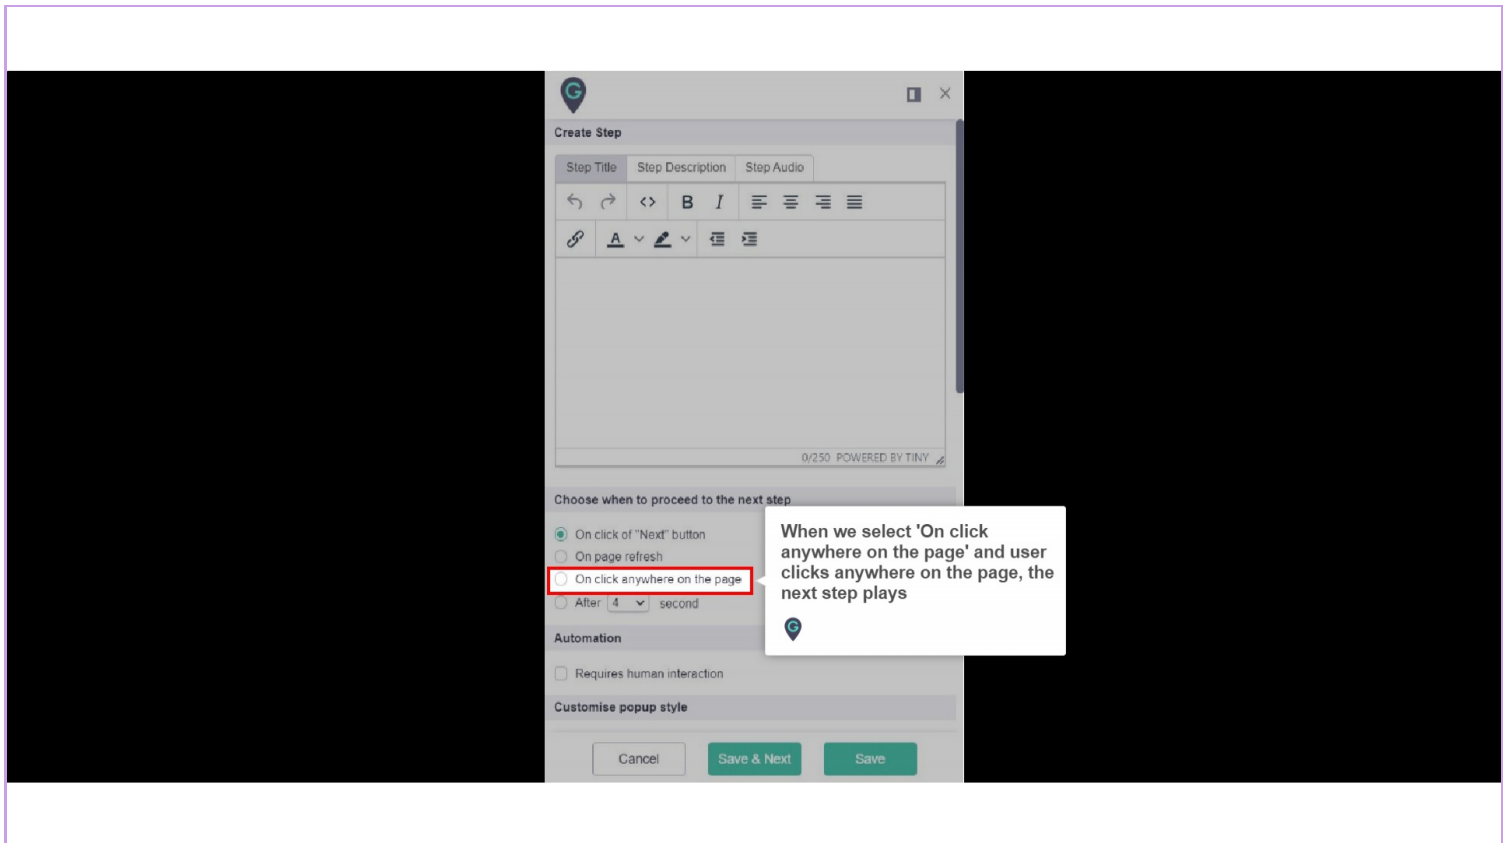 G
Create Step
Step Title Step Description Step Audio
B I
A
0/250 POWERED BY TINY
Choose when to proceed to the next step
On click of "Next" button
On page refresh
On click anywhere on the page
After 4 second
When we select 'On click
anywhere on the page' and user
clicks anywhere on the page, the
next step plays
G
Automation
Requires human interaction
Customise popup style
Cancel Save & Next Save